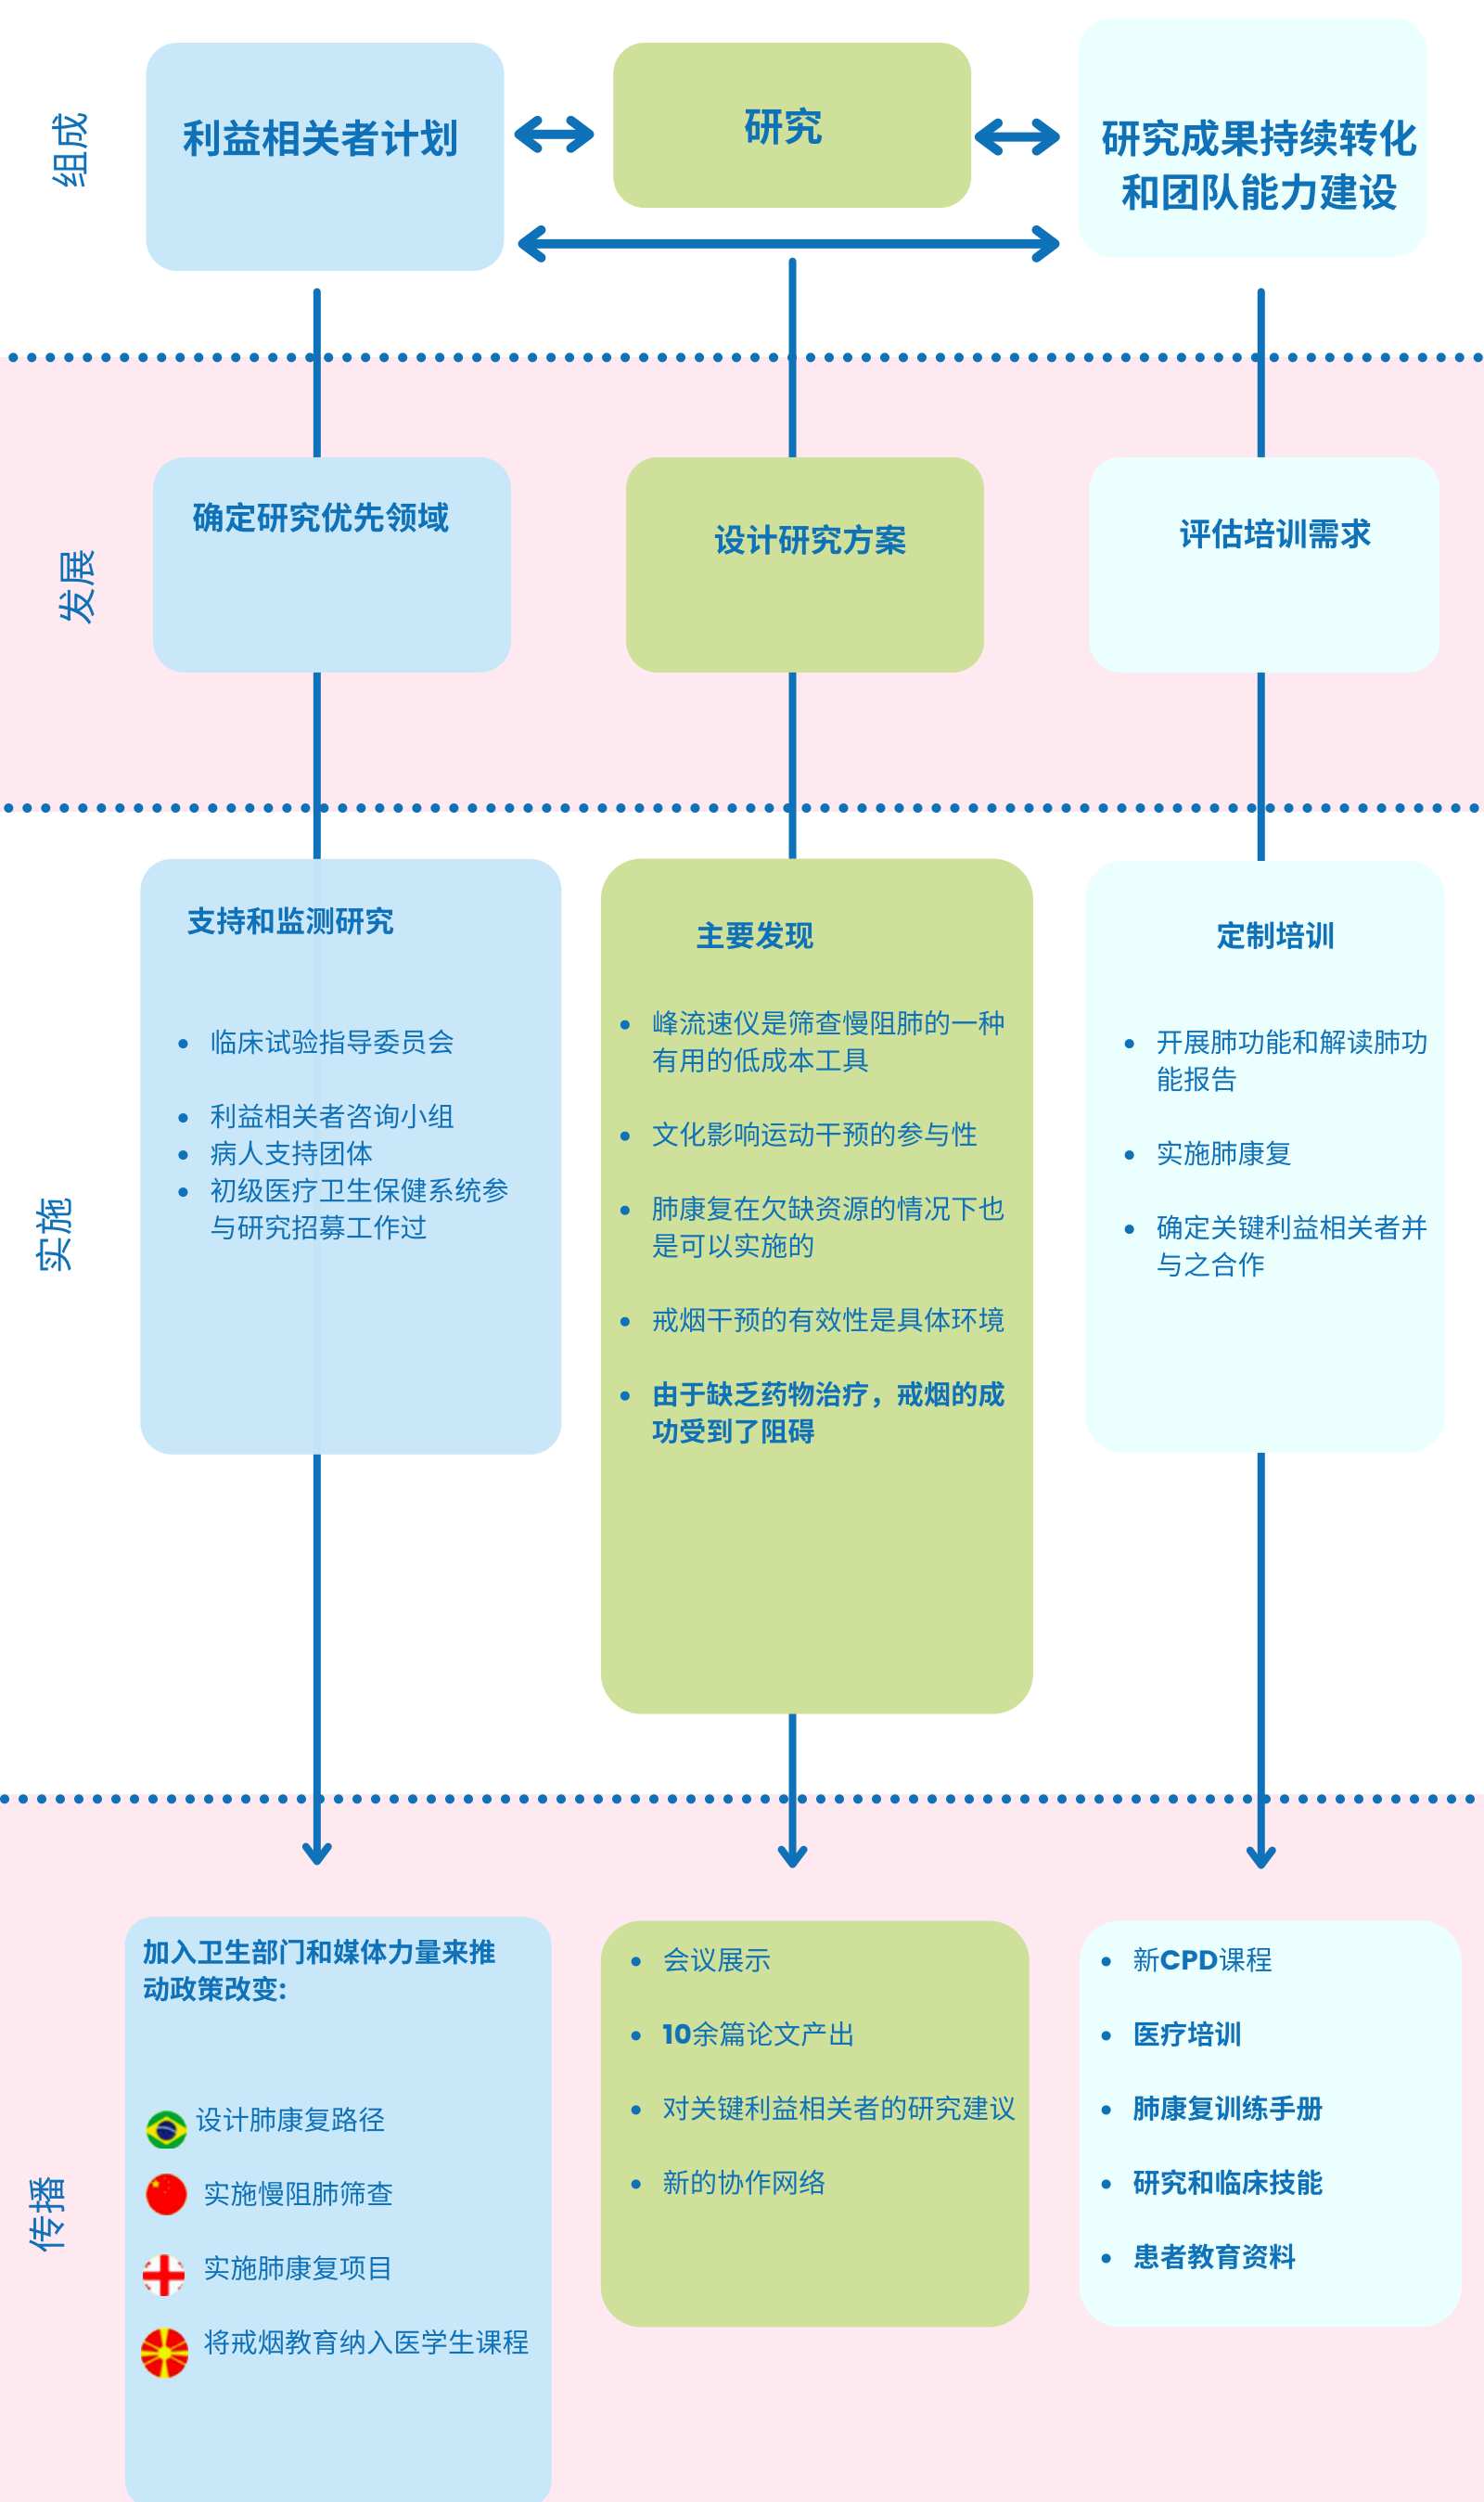 组成
利益相关者计划
研究
研究成果持续转化
和团队能力建设
发展
确定研究优先领域
设计研究方案
评估培训需求
实施
支持和监测研究
• 临床试验指导委员会
• 利益相关者咨询小组
• 病人支持团体
• 初级医疗卫生保健系统参
与研究招募工作过
主要发现
• 峰流速仪是筛查慢阻肺的一种
有用的低成本工具
• 文化影响运动干预的参与性
• 肺康复在欠缺资源的情况下也
是可以实施的
• 戒烟干预的有效性是具体环境
• 由于缺乏药物治疗，戒烟的成
功受到了阻碍
定制培训
• 开展肺功能和解读肺功
能报告
• 实施肺康复
• 确定关键利益相关者并
与之合作
传播
加入卫生部门和媒体力量来推
动政策改变:
设计肺康复路径
实施慢阻肺筛查
实施肺康复项目
将戒烟教育纳入医学生课程
• 会议展示
• 10余篇论文产出
• 对关键利益相关者的研究建议
• 新的协作网络
• 新CPD课程
• 医疗培训
• 肺康复训练手册
• 研究和临床技能
• 患者教育资料